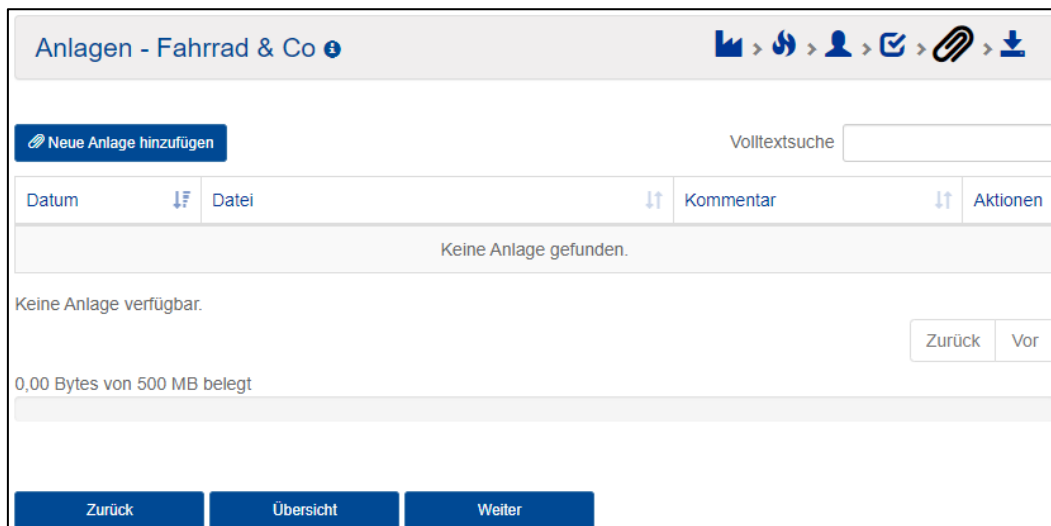 Anlagen - Fahrrad & Co
Neue Anlage hinzufügen
Volltextsuche
Datum Datei Kommentar Aktionen
Keine Anlage gefunden.
Keine Anlage verfügbar.
Zurück Vor
0,00 Bytes von 500 MB belegt
Zurück Übersicht Weiter